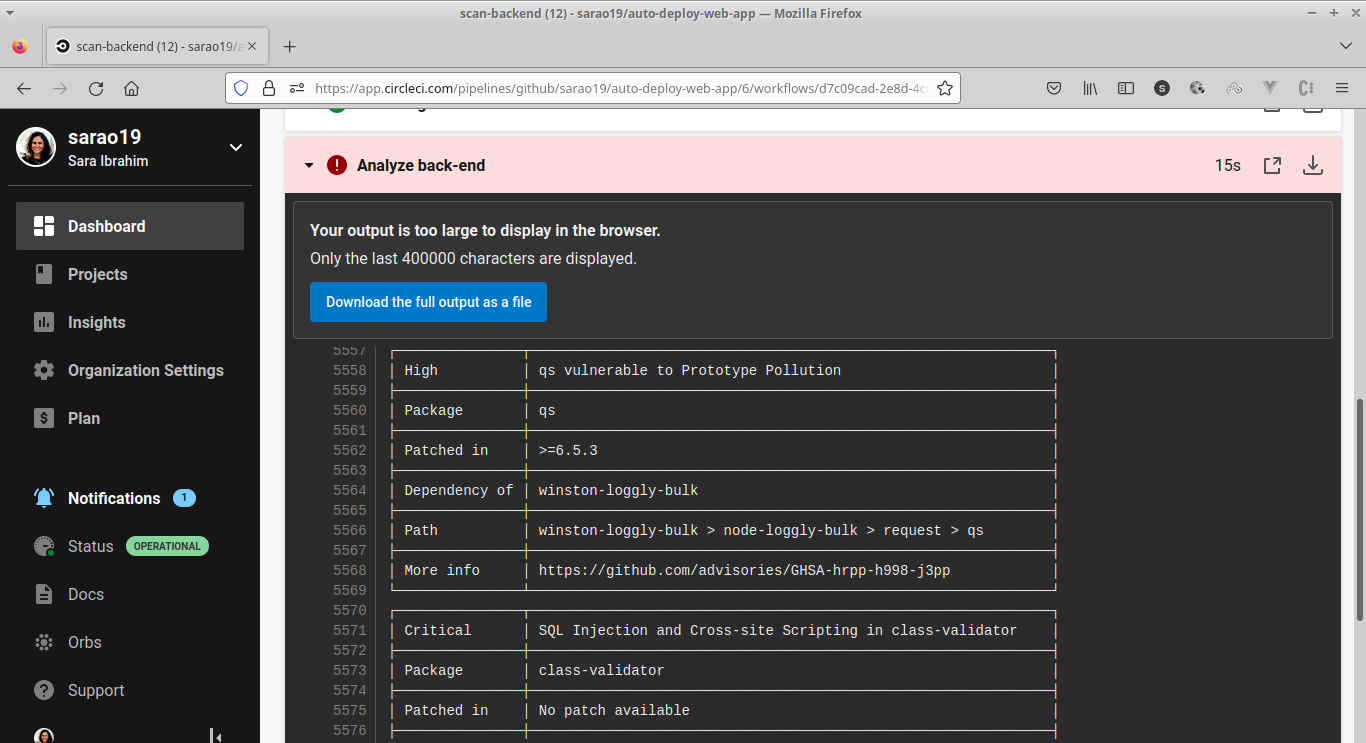 scan-backend (12) - sarao19/auto-deploy-web-app — Mozilla Firefox
scan-backend (12) - sarao19/a
https://app.circleci.com/pipelines/github/sarao19/auto-deploy-web-app/6/workflows/d7c09cad-2e8d-4c
sarao19
Sara Ibrahim
Dashboard
Projects
Insights
Organization Settings
Plan
Notifications 1
Status OPERATIONAL
Docs
Orbs
Support
Analyze back-end 15s
Your output is too large to display in the browser.
Only the last 400000 characters are displayed.
Download the full output as a file
5557
5558 High qs vulnerable to Prototype Pollution
5559
5560 Package qs
5561
5562 Patched in >=6.5.3
5563
5564 Dependency of winston-loggly-bulk
5565
5566 Path winston-loggly-bulk > node-loggly-bulk > request > qs
5567
5568 More info https://github.com/advisories/GHSA-hrpp-h998-j3pp
5569
5570
5571 Critical SQL Injection and Cross-site Scripting in class-validator
5572
5573 Package class-validator
5574
5575 Patched in No patch available
5576